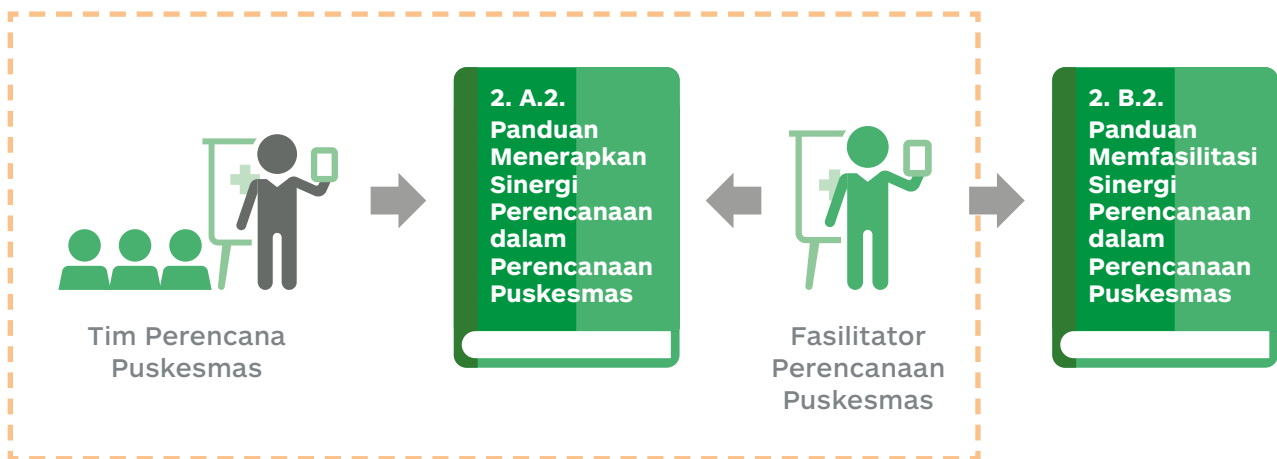 Tim Perencana
Puskesmas
2. A.2.
Panduan
Menerapkan
Sinergi
Perencanaan
dalam
Perencanaan
Puskesmas
Fasilitator
Perencanaan
Puskesmas
2. B.2.
Panduan
Memfasilitasi
Sinergi
Perencanaan
dalam
Perencanaan
Puskesmas